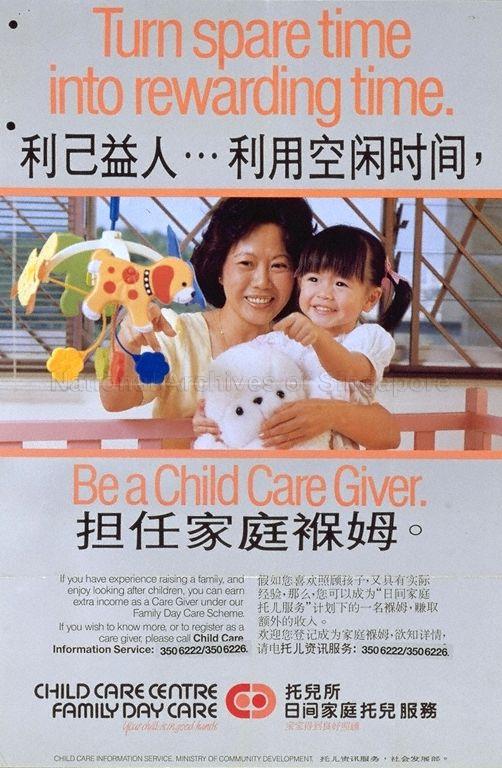 Turn spare time
into rewarding time.
利己益人…利用空闲时间，
National Archives of Singapore
Be a Child Care Giver.
担任家庭褓姆。
If you have experience raising a family, and
enjoy looking after children, you can earn
extra income as a Care Giver under our
Family Day Care Scheme.
If you wish to know more, or to register as a
care giver, please call Child Care
Information Service: 350 6222/350 6226.
假如您喜欢照顾孩子，又具有实际
经验，那么，您可以成为“日间家庭
托儿服务”计划下的一名褓姆，赚取
额外的收入。
欢迎您登记成为家庭褓姆，欲知详情，
请电托儿资讯服务：350 6222/350 6226.
CHILD CARE CENTRE
FAMILY DAY CARE
Your child is in good hands
托兒所
日间家庭托兒服務
宝宝得到良好照顾
CHILD CARE INFORMATION SERVICE. MINISTRY OF COMMUNITY DEVELOPMENT. 托儿资讯服务，社会发展部。